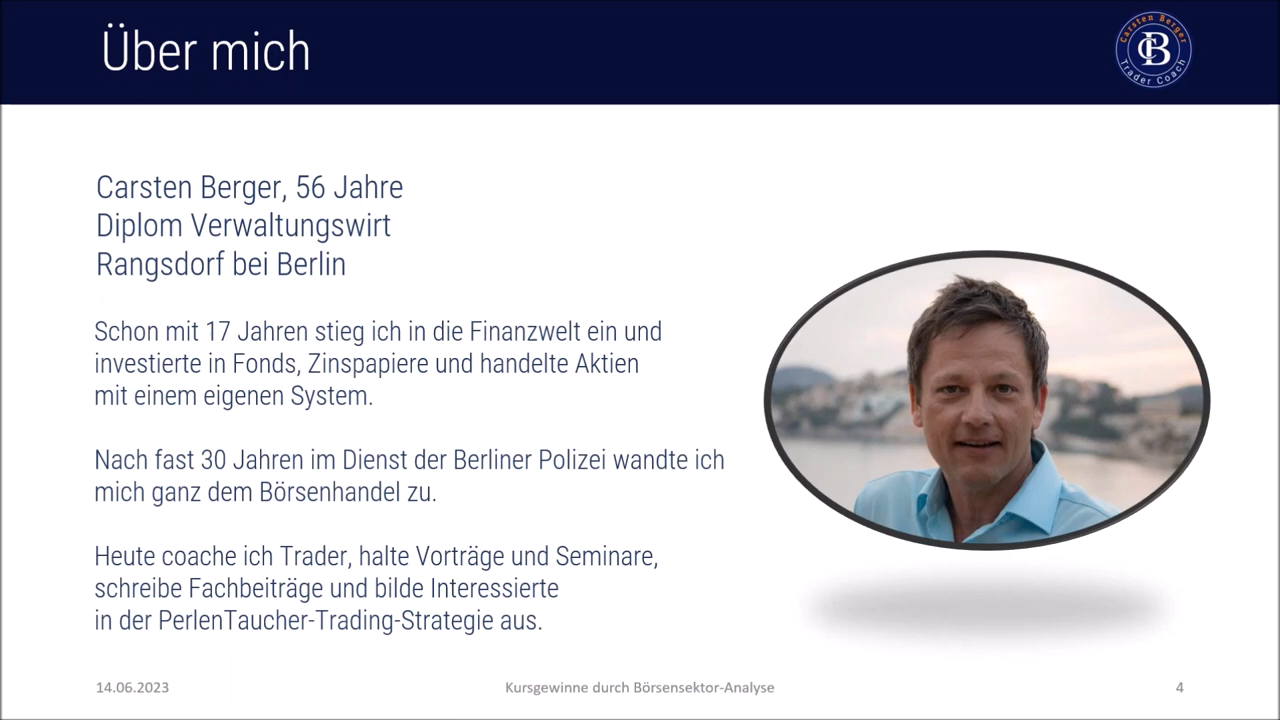 Über mich
Carsten Berger
CB
Trader Coach
Carsten Berger, 56 Jahre
Diplom Verwaltungswirt
Rangsdorf bei Berlin
Schon mit 17 Jahren stieg ich in die Finanzwelt ein und
investierte in Fonds, Zinspapiere und handelte Aktien
mit einem eigenen System.
Nach fast 30 Jahren im Dienst der Berliner Polizei wandte ich
mich ganz dem Börsenhandel zu.
Heute coache ich Trader, halte Vorträge und Seminare,
schreibe Fachbeiträge und bilde Interessierte
in der PerlenTaucher-Trading-Strategie aus.
14.06.2023
Kursgewinne durch Börsensektor-Analyse
4